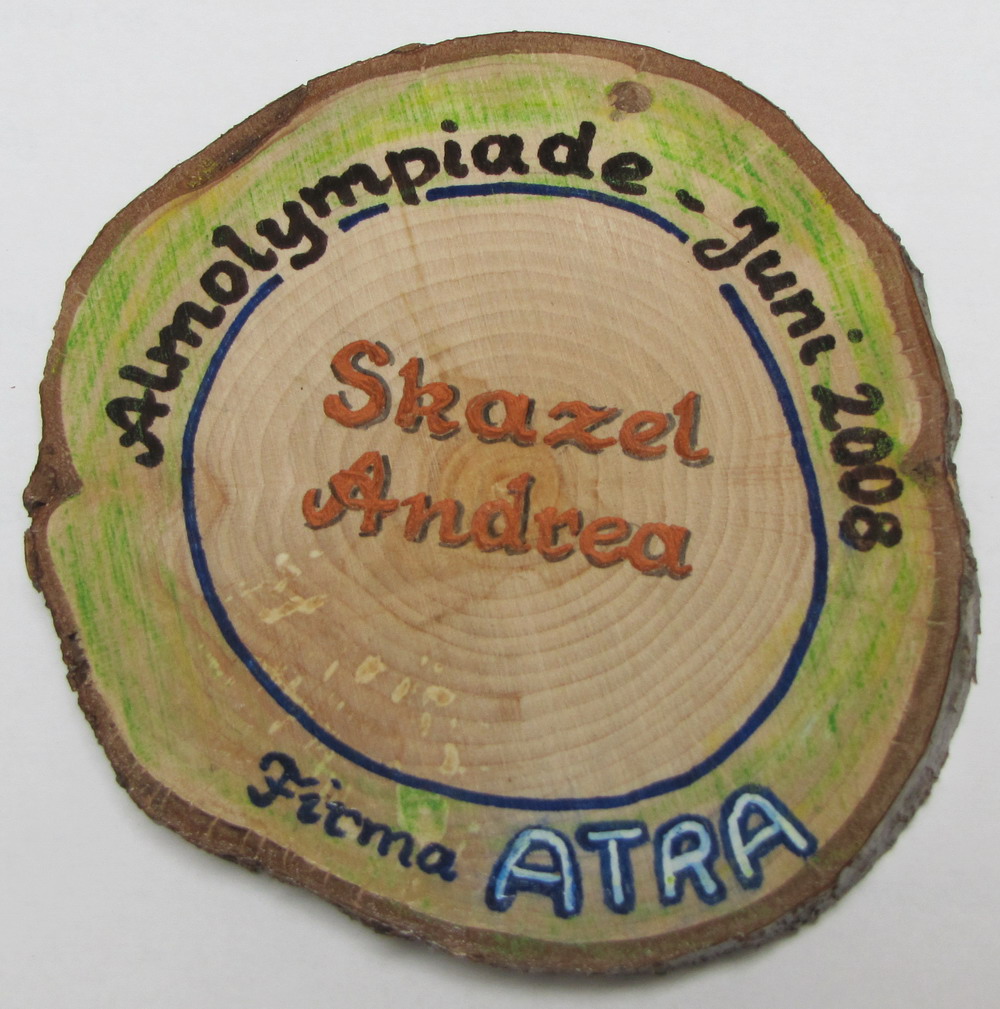 Almolympiade - Juni 2008
Skazel
Andrea
Firma ATRA